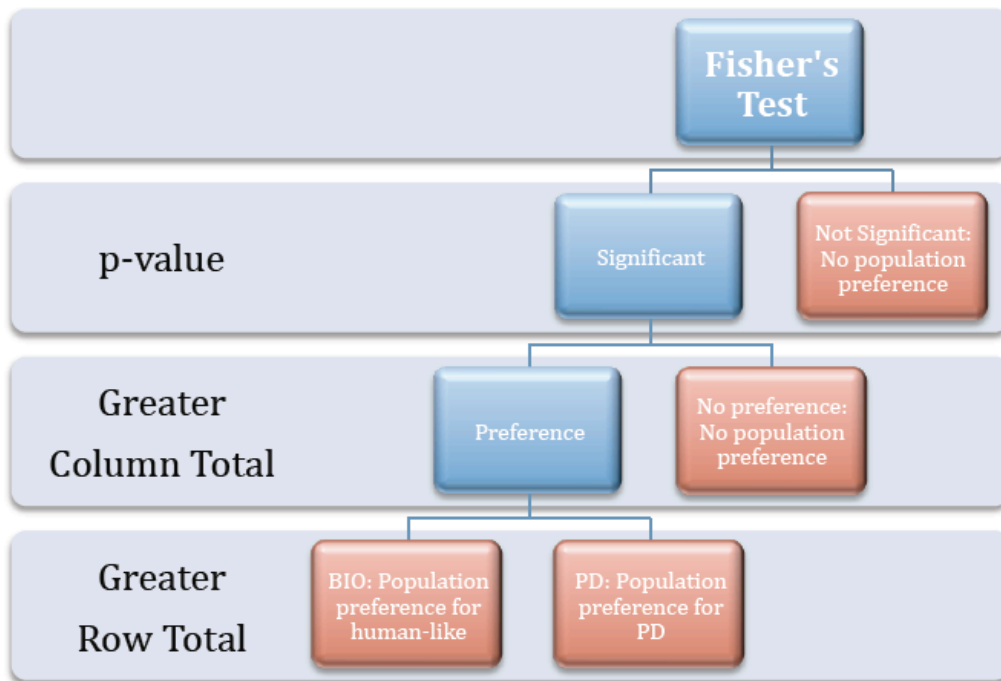 Fisher's
Test
p-value
Significant
Not Significant:
No population
preference
Greater
Column Total
Preference
No preference:
No population
preference
Greater
Row Total
BIO: Population
preference for
human-like
PD: Population
preference for
PD